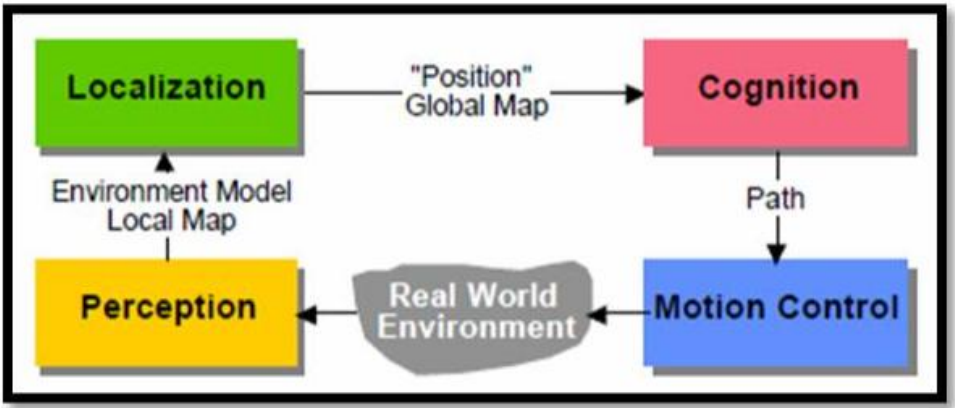 Localization
"Position"
Global Map
Cognition
Environment Model
Local Map
Path
Perception
Real World
Environment
Motion Control